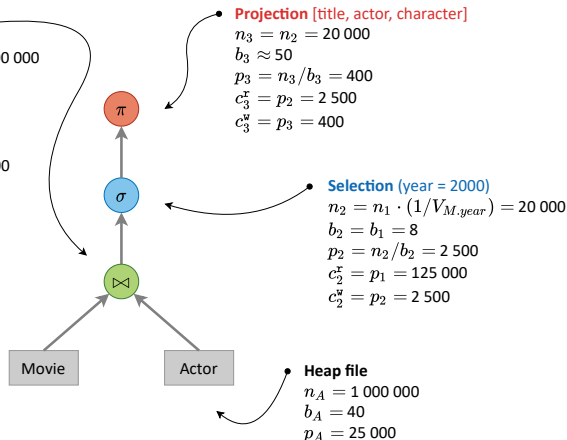 Projection [title, actor, character]
n₃ = n₂ = 20 000
b₃ ≈ 50
p₃ = n₃/b₃ = 400
c₃ʳ = p₂ = 2 500
c₃ʷ = p₃ = 400
π
Selection (year = 2000)
n₂ = n₁ · (1/V_M.year) = 20 000
b₂ = b₁ = 8
p₂ = n₂/b₂ = 2 500
c₂ʳ = p₁ = 125 000
c₂ʷ = p₂ = 2 500
σ
⋈
Movie
Actor
Heap file
n_A = 1 000 000
b_A = 40
p_A = 25 000